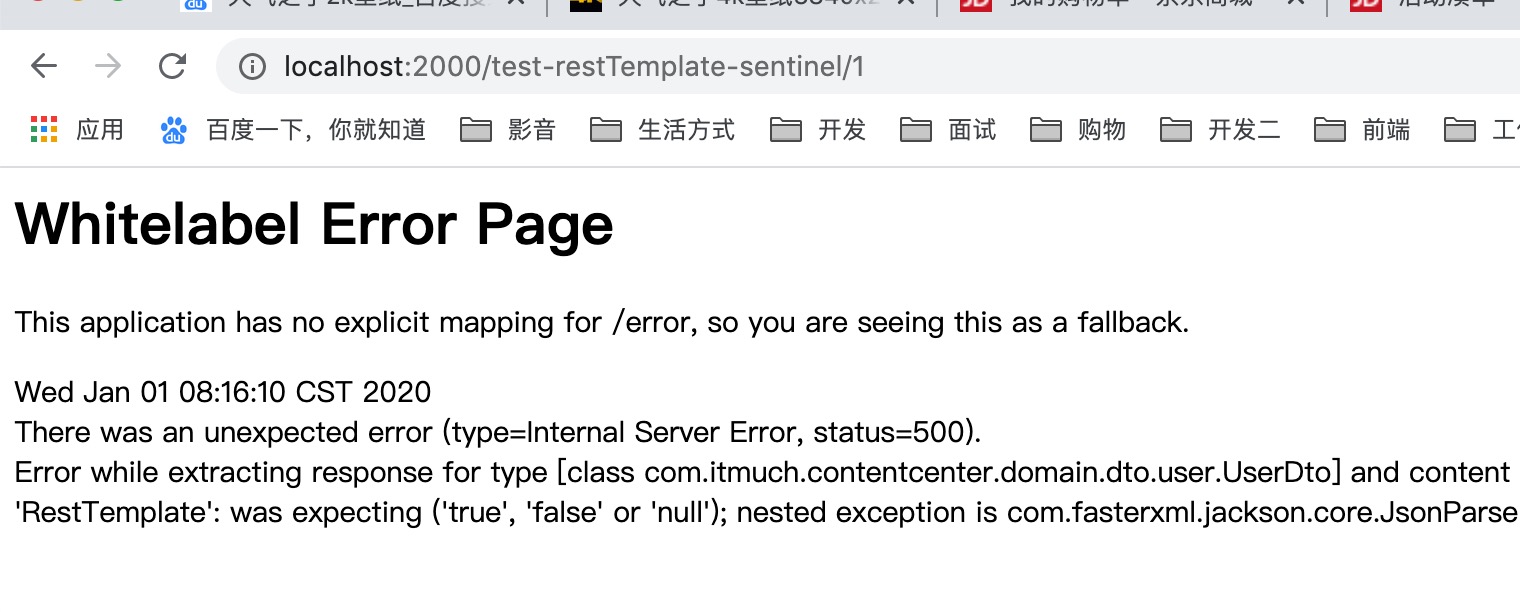 localhost:2000/test-restTemplate-sentinel/1
应用 百度一下，你就知道 影音 生活方式 开发 面试 购物 开发二 前端
Whitelabel Error Page
This application has no explicit mapping for /error, so you are seeing this as a fallback.
Wed Jan 01 08:16:10 CST 2020
There was an unexpected error (type=Internal Server Error, status=500).
Error while extracting response for type [class com.itmuch.contentcenter.domain.dto.user.UserDto] and content
'RestTemplate': was expecting ('true', 'false' or 'null'); nested exception is com.fasterxml.jackson.core.JsonParse